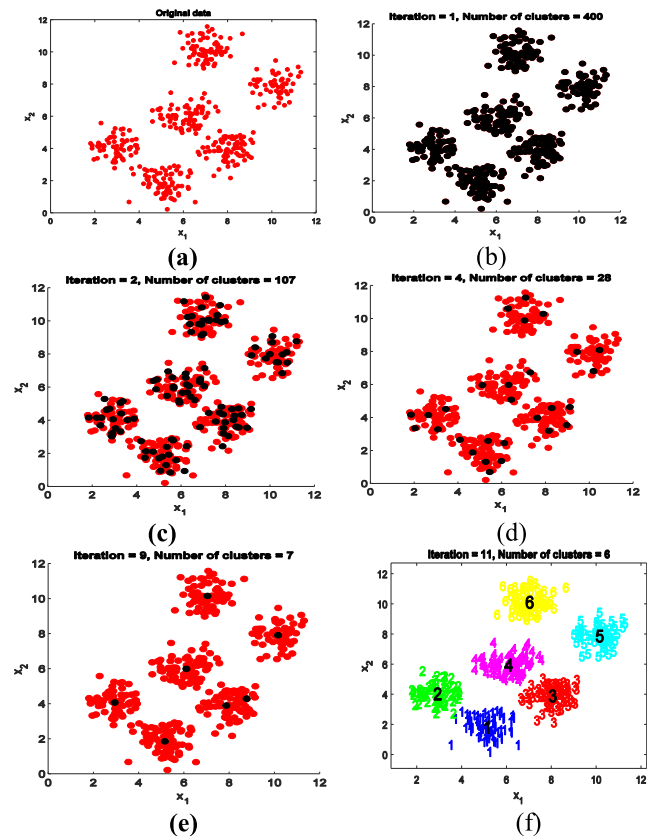 Original data
12
10
8
6
4
2
0
0 2 4 6 8 10 12
x2
x1
(a)
Iteration = 1, Number of clusters = 400
12
10
8
6
4
2
0
0 2 4 6 8 10 12
x2
x1
(b)
Iteration = 2, Number of clusters = 107
12
10
8
6
4
2
0
0 2 4 6 8 10 12
x2
x1
(c)
Iteration = 4, Number of clusters = 28
12
10
8
6
4
2
0
0 2 4 6 8 10 12
x2
x1
(d)
Iteration = 9, Number of clusters = 7
12
10
8
6
4
2
0
0 2 4 6 8 10 12
x2
x1
(e)
Iteration = 11, Number of clusters = 6
12
10
8
6
4
2
0
2 4 6 8 10 12
x2
x1
6
5
4
2
3
1
(f)